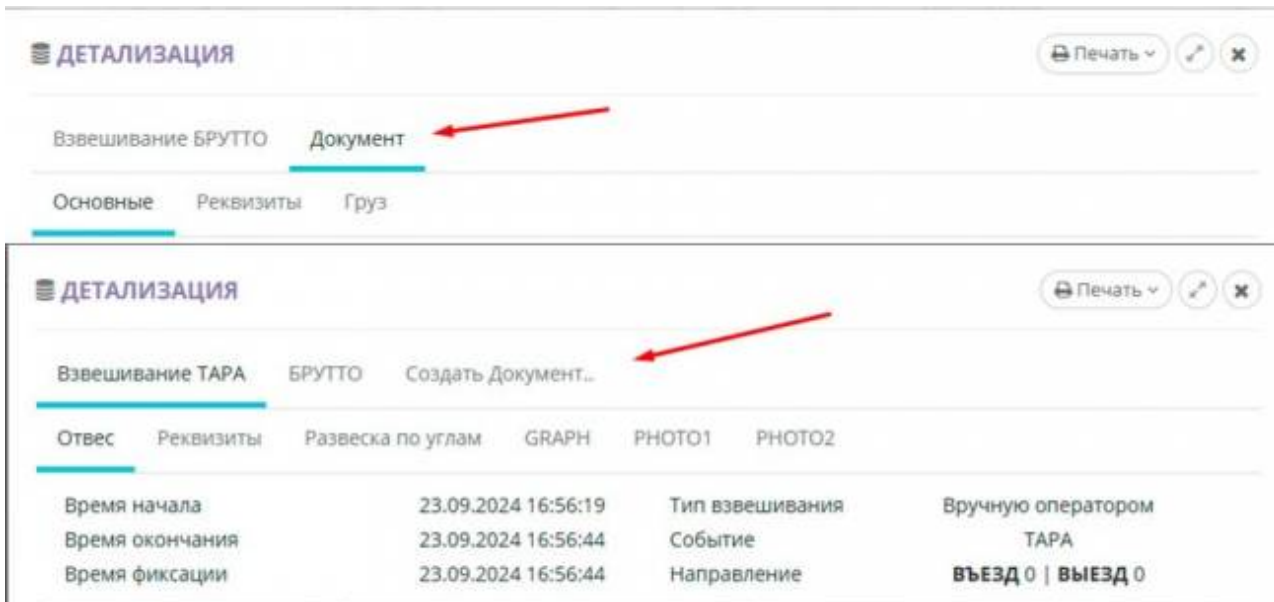 ДЕТАЛИЗАЦИЯ Печать
Взвешивание БРУТТО Документ
Основные Реквизиты Груз
ДЕТАЛИЗАЦИЯ Печать
Взвешивание ТАРА БРУТТО Создать Документ...
Отвес Реквизиты Развеска по углам GRAPH PHOTO1 PHOTO2
Время начала 23.09.2024 16:56:19 Тип взвешивания Вручную оператором
Время окончания 23.09.2024 16:56:44 Событие ТАРА
Время фиксации 23.09.2024 16:56:44 Направление ВЪЕЗД 0 | ВЫЕЗД 0